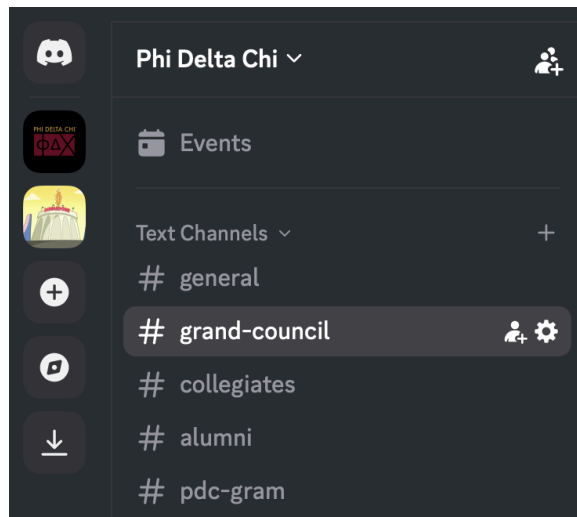 Phi Delta Chi
PHI DELTA CHI
ΦΔΧ
Events
Text Channels
# general
# grand-council
# collegiates
# alumni
# pdc-gram